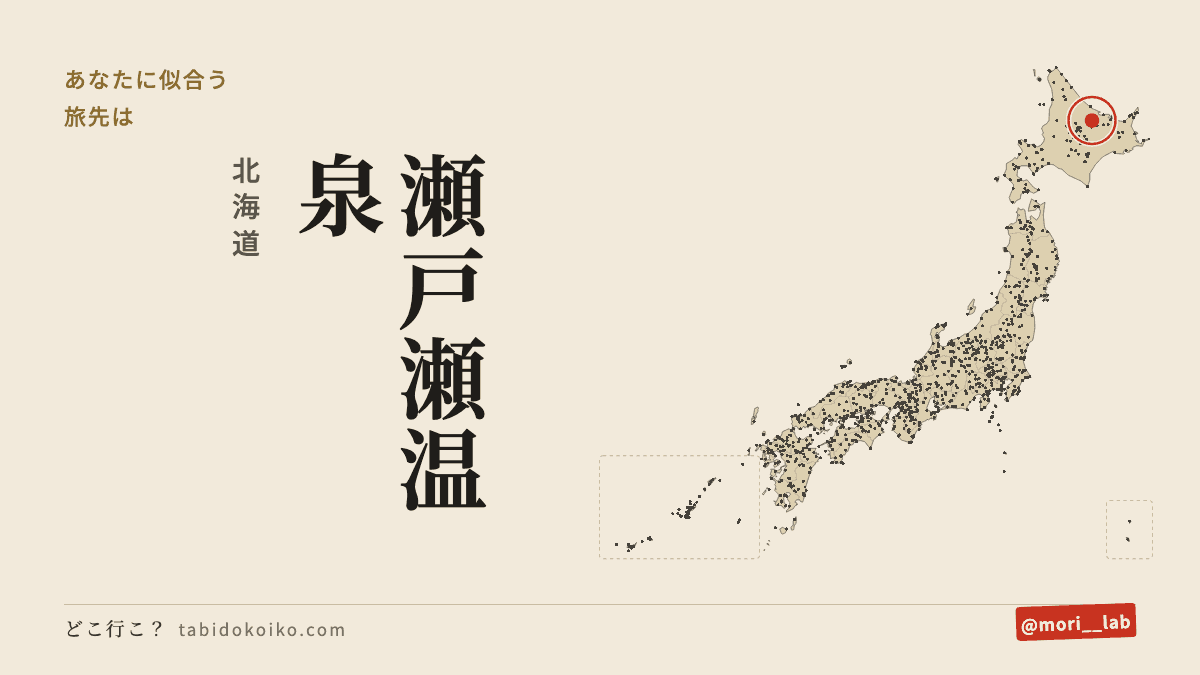 あなたに似合う
旅先は
瀬戸瀬温
泉
北海道
どこ行こ？ tabidokoiko.com
@mori__lab